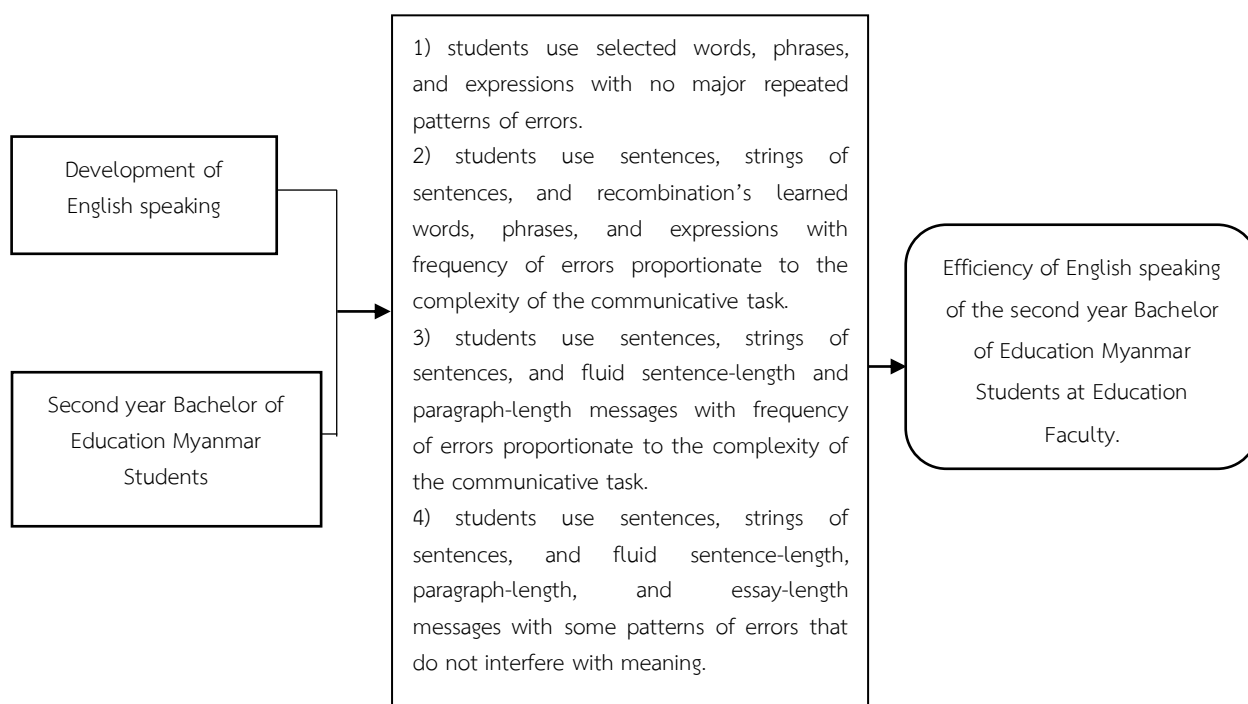 Development of
English speaking
Second year Bachelor of
Education Myanmar
Students
1) students use selected words, phrases,
and expressions with no major repeated
patterns of errors.
2) students use sentences, strings of
sentences, and recombination's learned
words, phrases, and expressions with
frequency of errors proportionate to the
complexity of the communicative task.
3) students use sentences, strings of
sentences, and fluid sentence-length and
paragraph-length messages with frequency
of errors proportionate to the complexity of
the communicative task.
4) students use sentences, strings of
sentences, and fluid sentence-length,
paragraph-length, and essay-length
messages with some patterns of errors that
do not interfere with meaning.
Efficiency of English speaking
of the second year Bachelor
of Education Myanmar
Students at Education
Faculty.